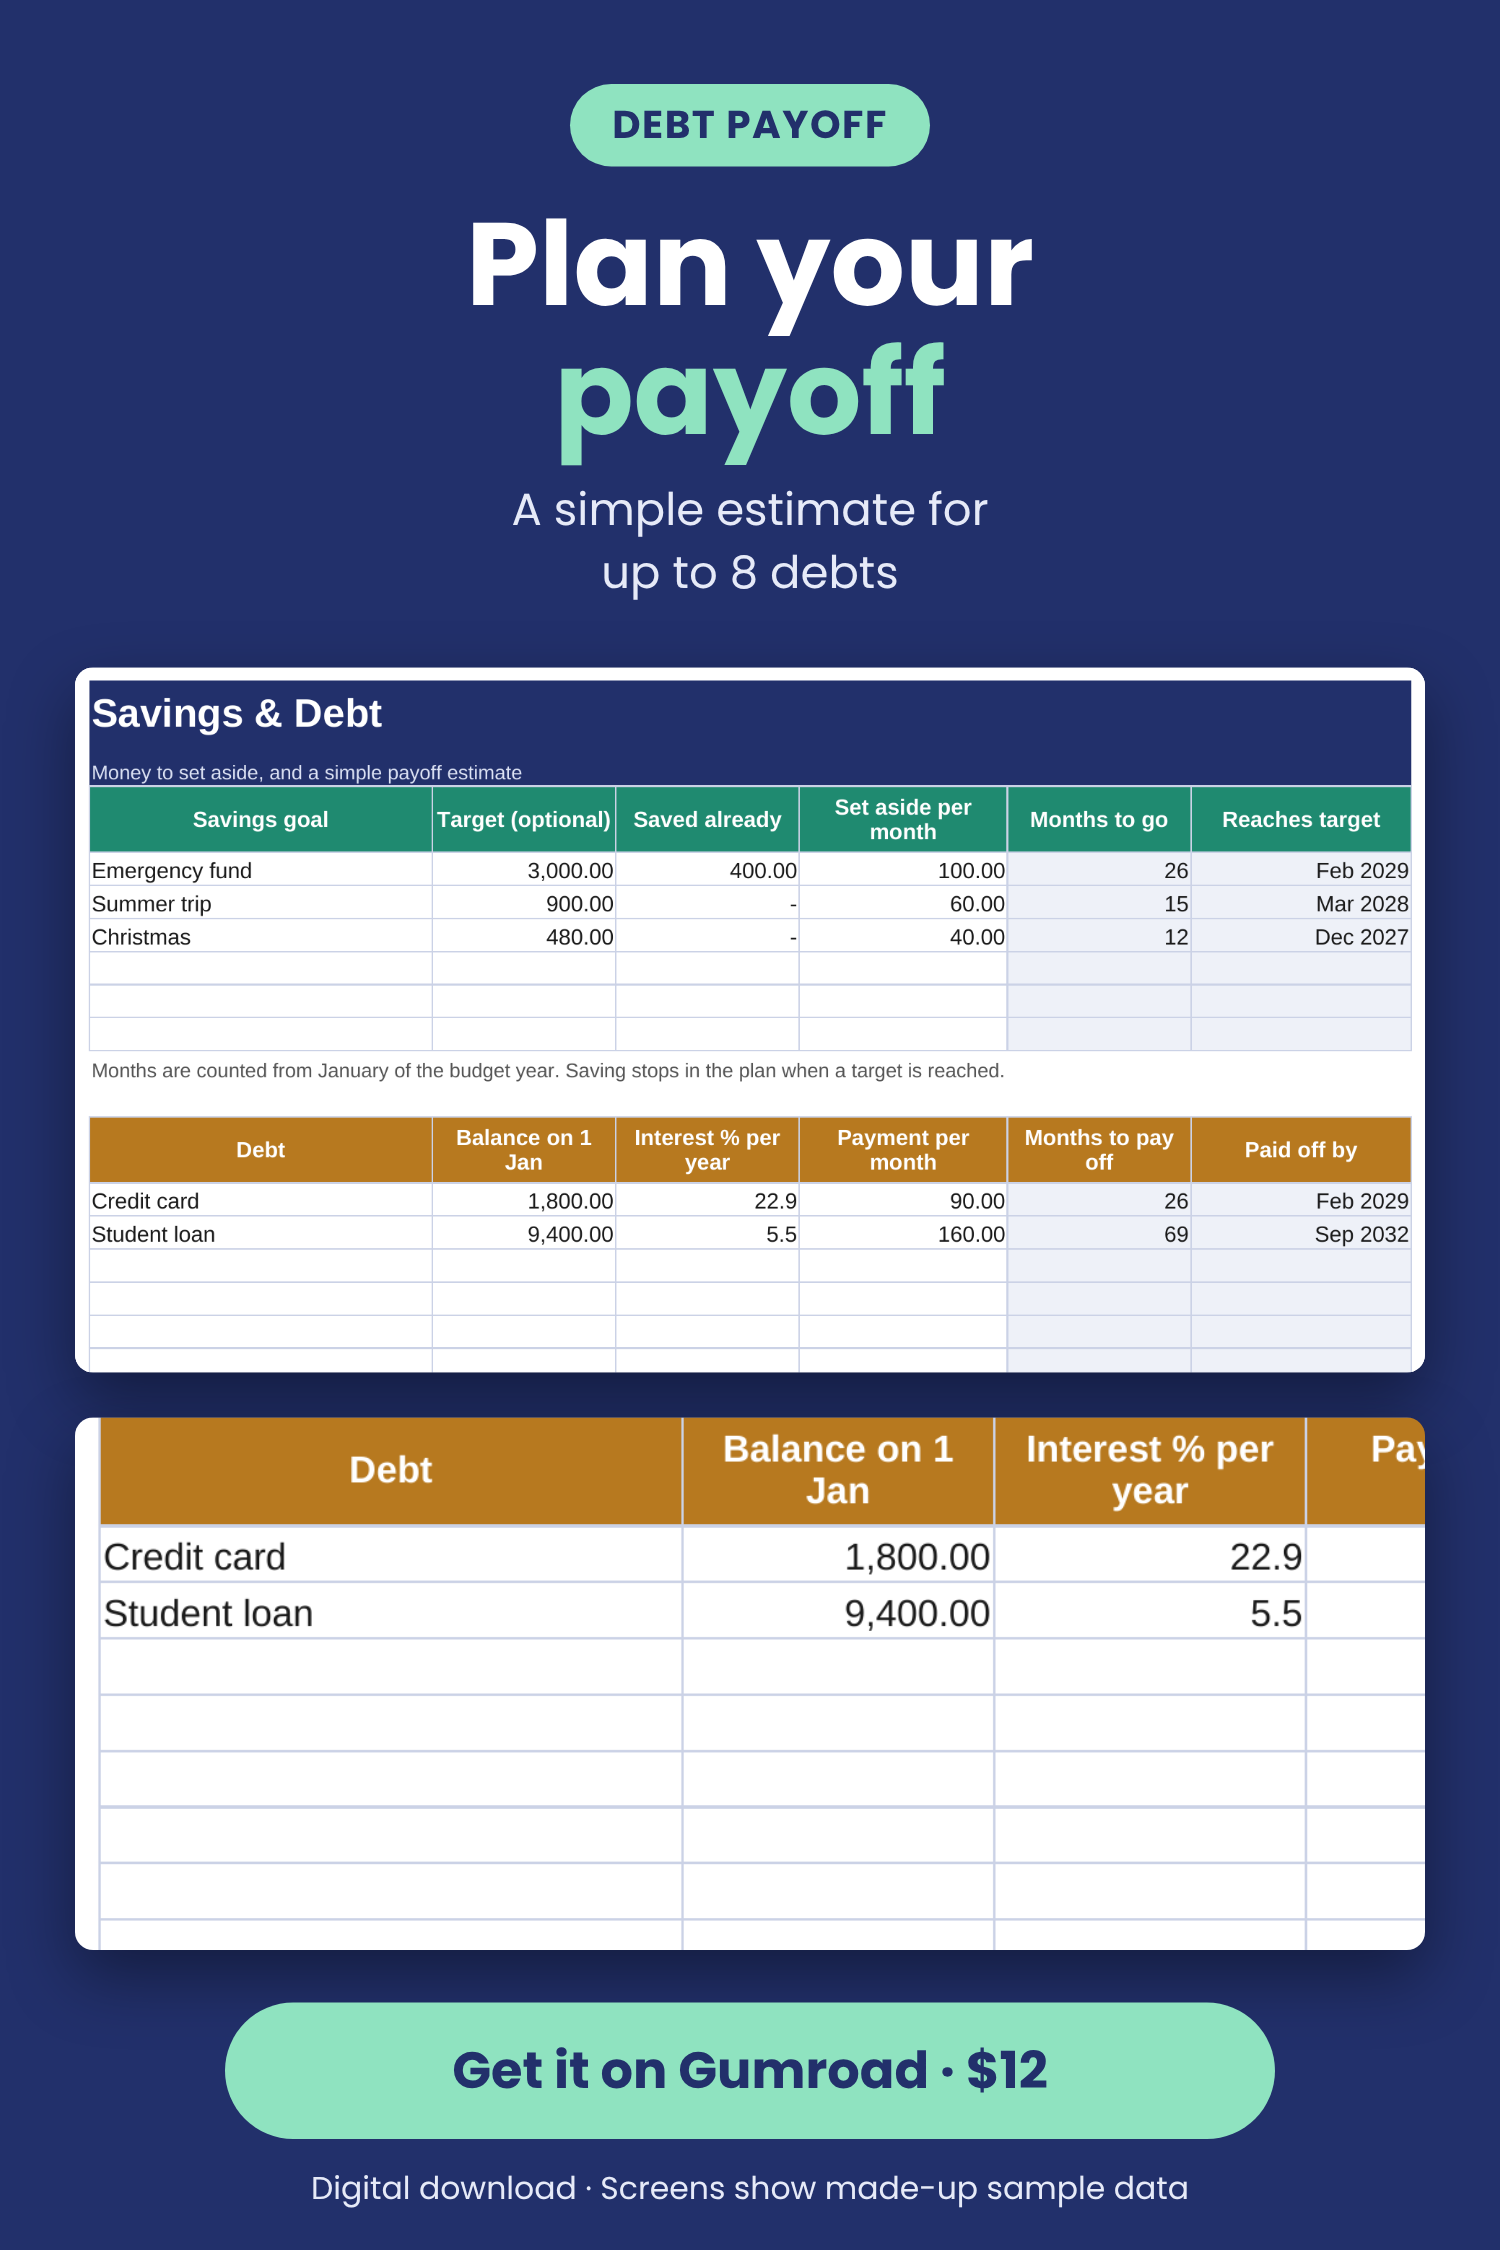 DEBT PAYOFF
Plan your
payoff
A simple estimate for
up to 8 debts
Savings & Debt
Money to set aside, and a simple payoff estimate
Savings goal Target (optional) Saved already Set aside per month Months to go Reaches target
Emergency fund 3,000.00 400.00 100.00 26 Feb 2029
Summer trip 900.00 - 60.00 15 Mar 2028
Christmas 480.00 - 40.00 12 Dec 2027
Months are counted from January of the budget year. Saving stops in the plan when a target is reached.
Debt Balance on 1 Jan Interest % per year Payment per month Months to pay off Paid off by
Credit card 1,800.00 22.9 90.00 26 Feb 2029
Student loan 9,400.00 5.5 160.00 69 Sep 2032
Debt Balance on 1 Jan Interest % per year
Credit card 1,800.00 22.9
Student loan 9,400.00 5.5
Get it on Gumroad · $12
Digital download · Screens show made-up sample data